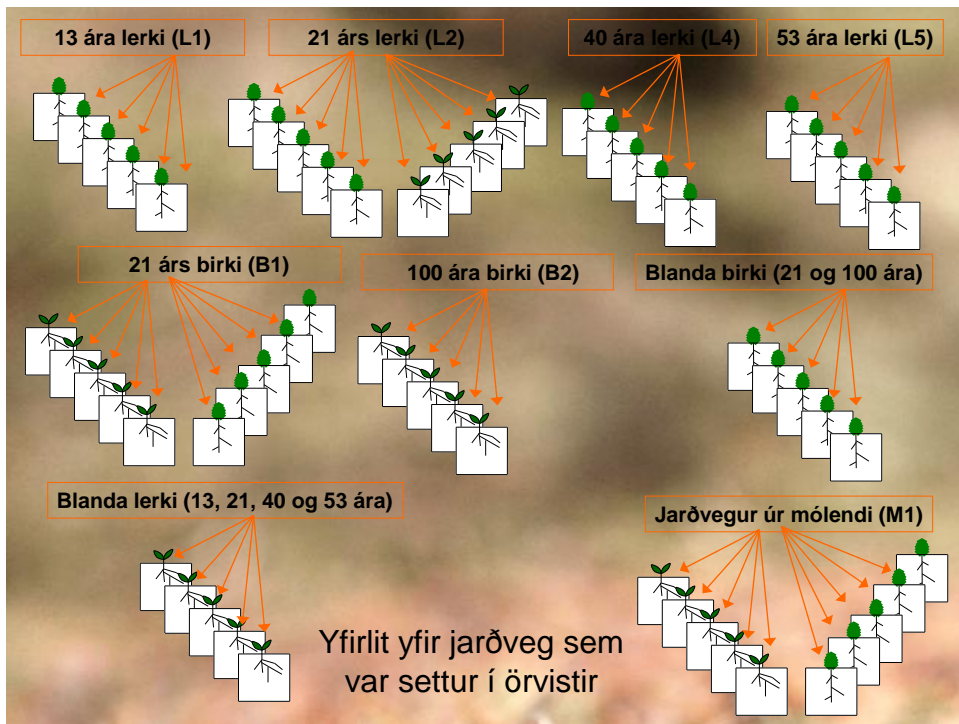 13 ára lerki (L1)
21 árs lerki (L2)
40 ára lerki (L4)
53 ára lerki (L5)
21 árs birki (B1)
100 ára birki (B2)
Blanda birki (21 og 100 ára)
Blanda lerki (13, 21, 40 og 53 ára)
Jarðvegur úr mólendi (M1)
Yfirlit yfir jarðveg sem
var settur í örvistir